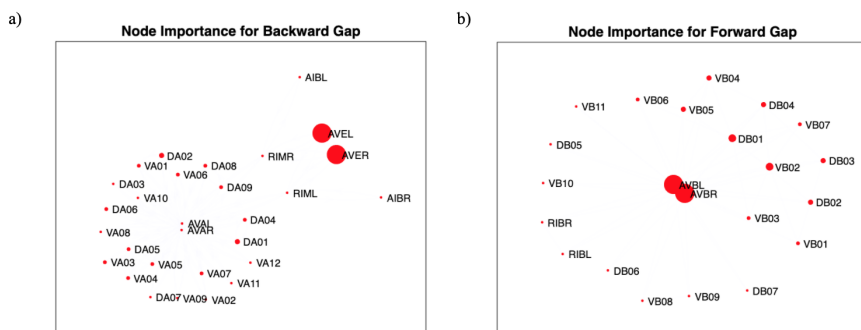 a)
b)
Node Importance for Backward Gap
AIBL
AVEL
AVER
DA02
VA01
DA08
RIMR
VA06
DA03
DA09
VA10
RIML
AIBR
DA06
AVAL
AVAR
DA04
VA08
DA01
DA05
VA03
VA05
VA12
VA04
VA07
VA11
DA07
VA09
VA02
Node Importance for Forward Gap
VB04
VB06
VB11
VB05
DB04
VB07
DB05
DB01
VB02
DB03
VB10
AVBL
AVBR
DB02
RIBR
VB03
VB01
RIBL
DB06
DB07
VB08
VB09